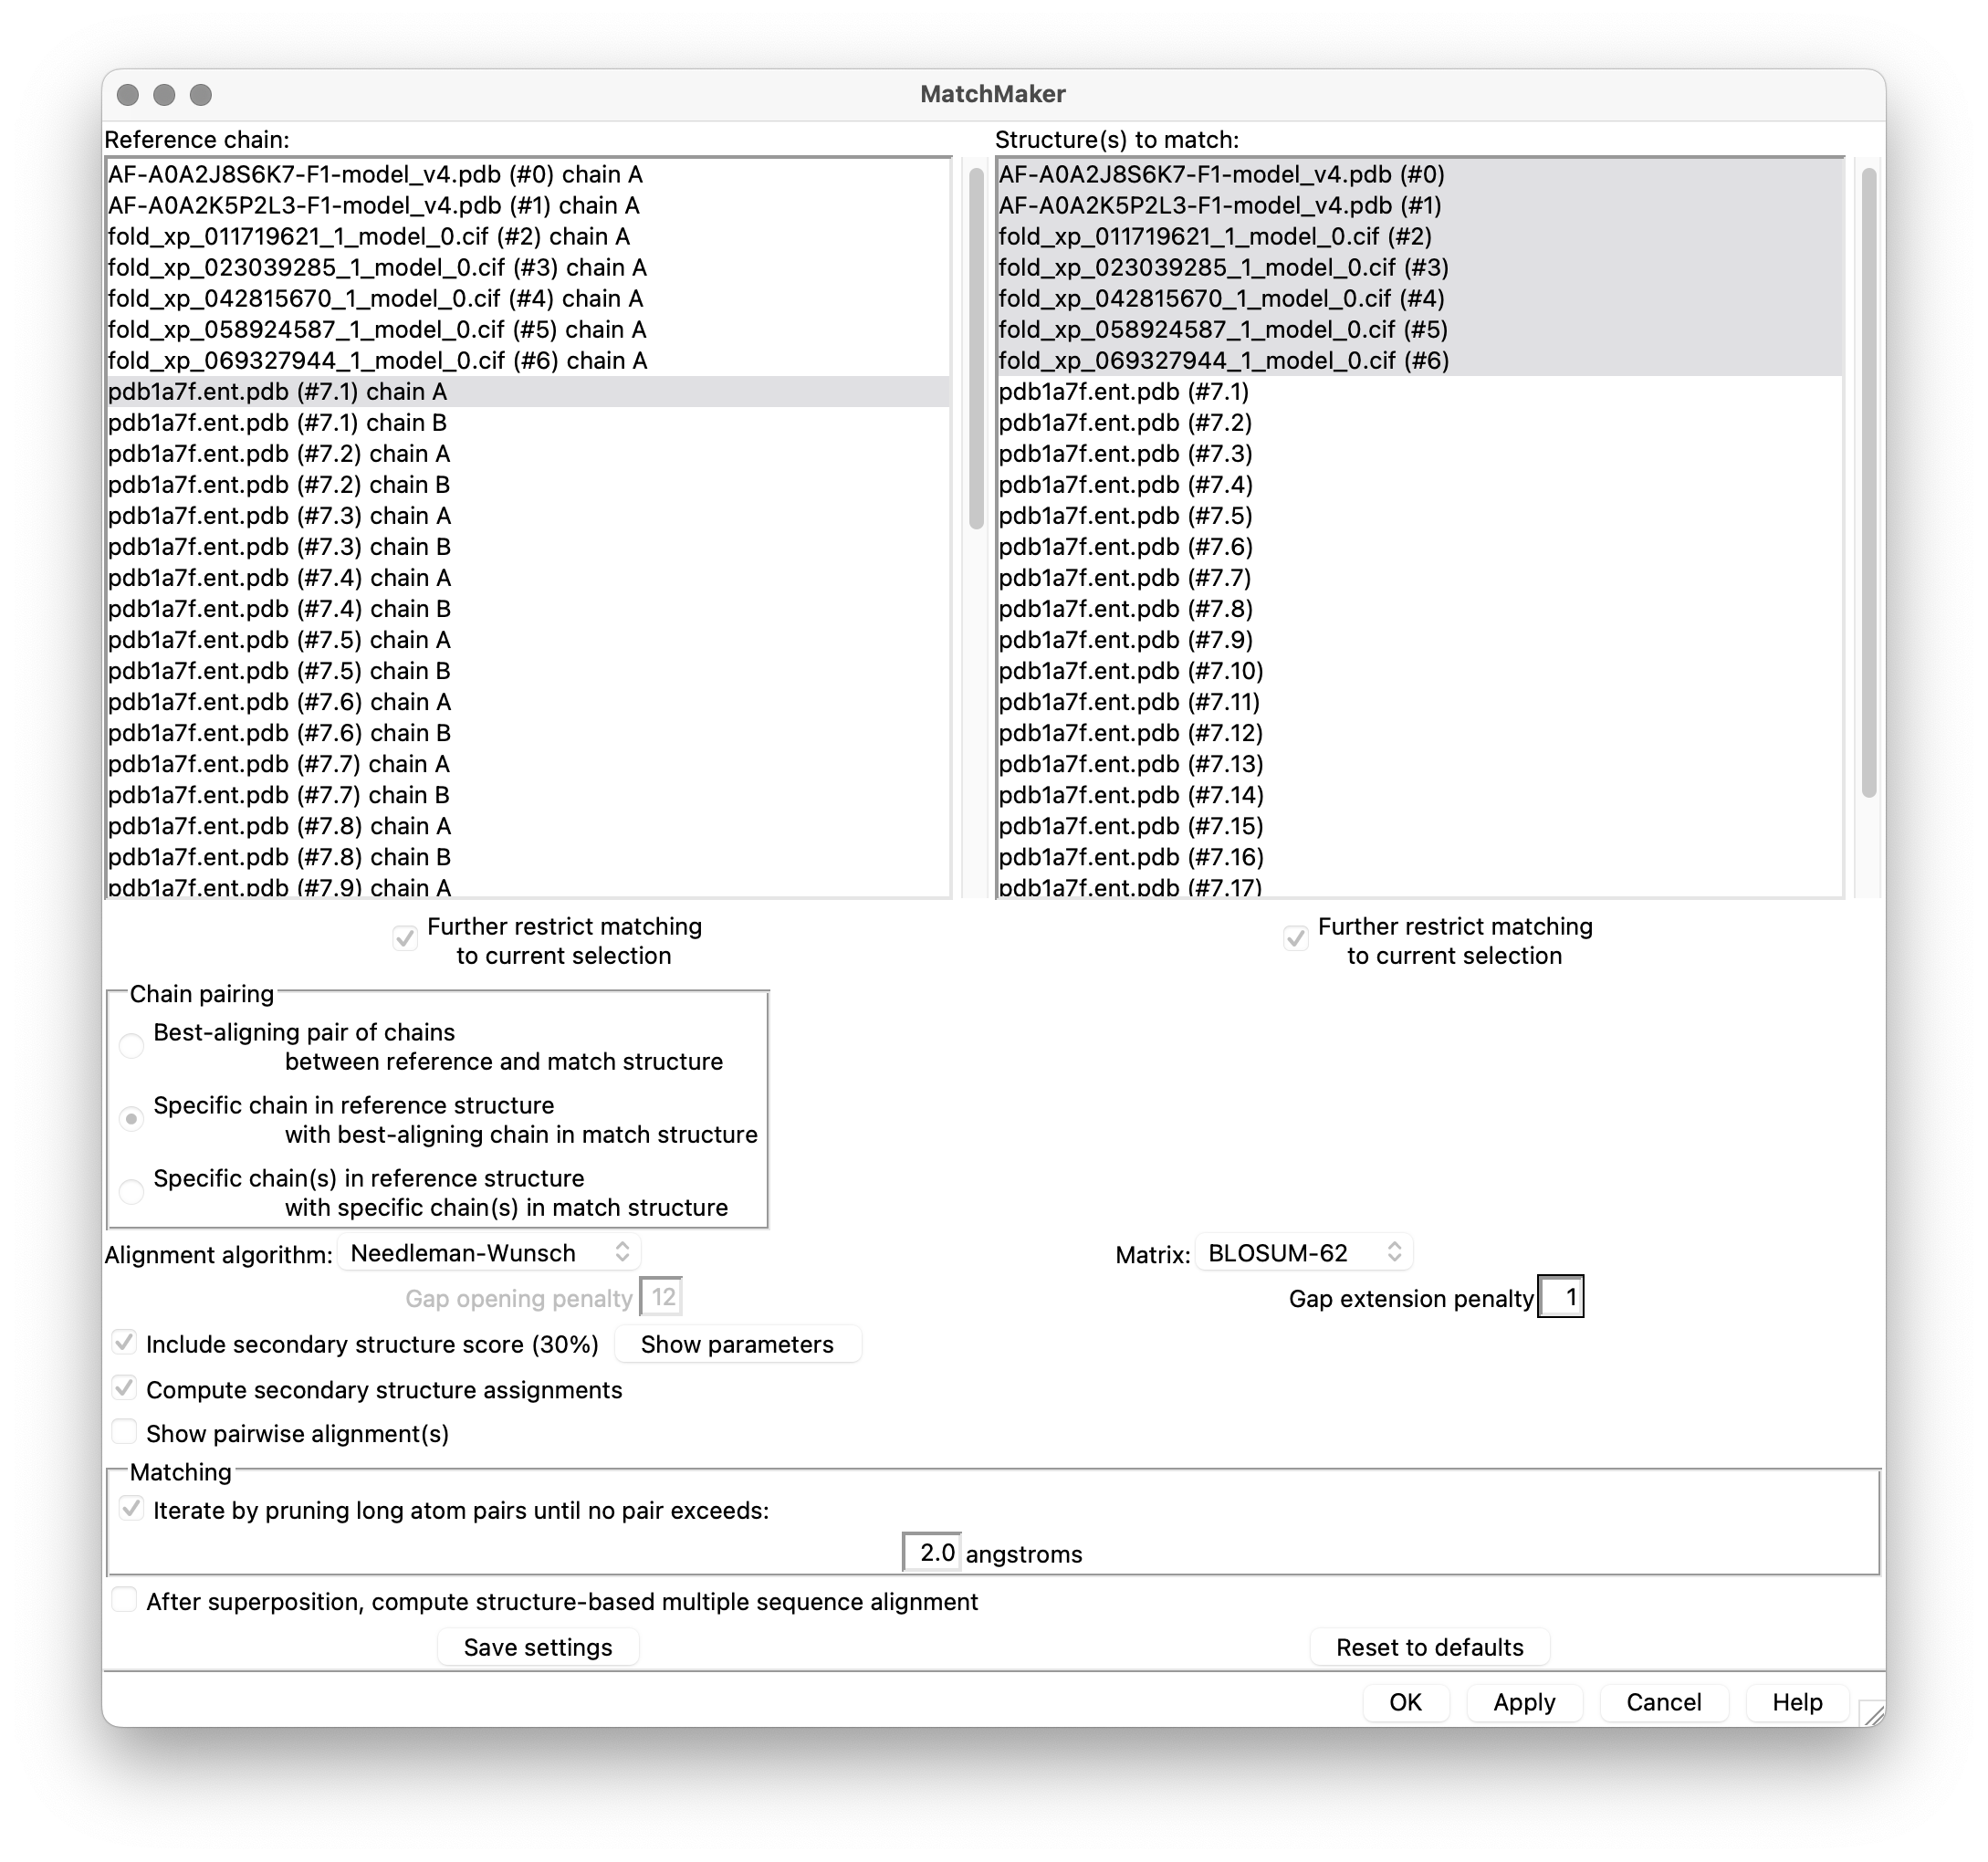 MatchMaker
Reference chain:
AF-A0A2J8S6K7-F1-model_v4.pdb (#0) chain A
AF-A0A2K5P2L3-F1-model_v4.pdb (#1) chain A
fold_xp_011719621_1_model_0.cif (#2) chain A
fold_xp_023039285_1_model_0.cif (#3) chain A
fold_xp_042815670_1_model_0.cif (#4) chain A
fold_xp_058924587_1_model_0.cif (#5) chain A
fold_xp_069327944_1_model_0.cif (#6) chain A
pdb1a7f.ent.pdb (#7.1) chain A
pdb1a7f.ent.pdb (#7.1) chain B
pdb1a7f.ent.pdb (#7.2) chain A
pdb1a7f.ent.pdb (#7.2) chain B
pdb1a7f.ent.pdb (#7.3) chain A
pdb1a7f.ent.pdb (#7.3) chain B
pdb1a7f.ent.pdb (#7.4) chain A
pdb1a7f.ent.pdb (#7.4) chain B
pdb1a7f.ent.pdb (#7.5) chain A
pdb1a7f.ent.pdb (#7.5) chain B
pdb1a7f.ent.pdb (#7.6) chain A
pdb1a7f.ent.pdb (#7.6) chain B
pdb1a7f.ent.pdb (#7.7) chain A
pdb1a7f.ent.pdb (#7.7) chain B
pdb1a7f.ent.pdb (#7.8) chain A
pdb1a7f.ent.pdb (#7.8) chain B
pdb1a7f.ent.pdb (#7.9) chain A
Structure(s) to match:
AF-A0A2J8S6K7-F1-model_v4.pdb (#0)
AF-A0A2K5P2L3-F1-model_v4.pdb (#1)
fold_xp_011719621_1_model_0.cif (#2)
fold_xp_023039285_1_model_0.cif (#3)
fold_xp_042815670_1_model_0.cif (#4)
fold_xp_058924587_1_model_0.cif (#5)
fold_xp_069327944_1_model_0.cif (#6)
pdb1a7f.ent.pdb (#7.1)
pdb1a7f.ent.pdb (#7.2)
pdb1a7f.ent.pdb (#7.3)
pdb1a7f.ent.pdb (#7.4)
pdb1a7f.ent.pdb (#7.5)
pdb1a7f.ent.pdb (#7.6)
pdb1a7f.ent.pdb (#7.7)
pdb1a7f.ent.pdb (#7.8)
pdb1a7f.ent.pdb (#7.9)
pdb1a7f.ent.pdb (#7.10)
pdb1a7f.ent.pdb (#7.11)
pdb1a7f.ent.pdb (#7.12)
pdb1a7f.ent.pdb (#7.13)
pdb1a7f.ent.pdb (#7.14)
pdb1a7f.ent.pdb (#7.15)
pdb1a7f.ent.pdb (#7.16)
pdb1a7f.ent.pdb (#7.17)
Further restrict matching
to current selection
Further restrict matching
to current selection
Chain pairing
Best-aligning pair of chains
between reference and match structure
Specific chain in reference structure
with best-aligning chain in match structure
Specific chain(s) in reference structure
with specific chain(s) in match structure
Alignment algorithm: Needleman-Wunsch
Matrix: BLOSUM-62
Gap opening penalty 12
Gap extension penalty 1
Include secondary structure score (30%) Show parameters
Compute secondary structure assignments
Show pairwise alignment(s)
Matching
Iterate by pruning long atom pairs until no pair exceeds:
2.0 angstroms
After superposition, compute structure-based multiple sequence alignment
Save settings Reset to defaults
OK Apply Cancel Help